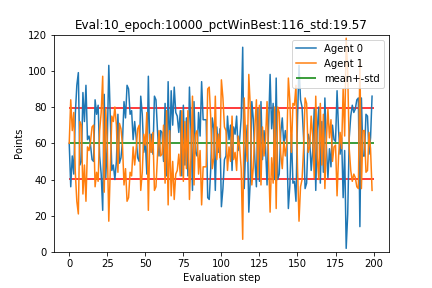 Eval:10_epoch:10000_pctWinBest:116_std:19.57
Agent 0
Agent 1
mean+-std
Points
120
100
80
60
40
20
0
0 25 50 75 100 125 150 175 200
Evaluation step